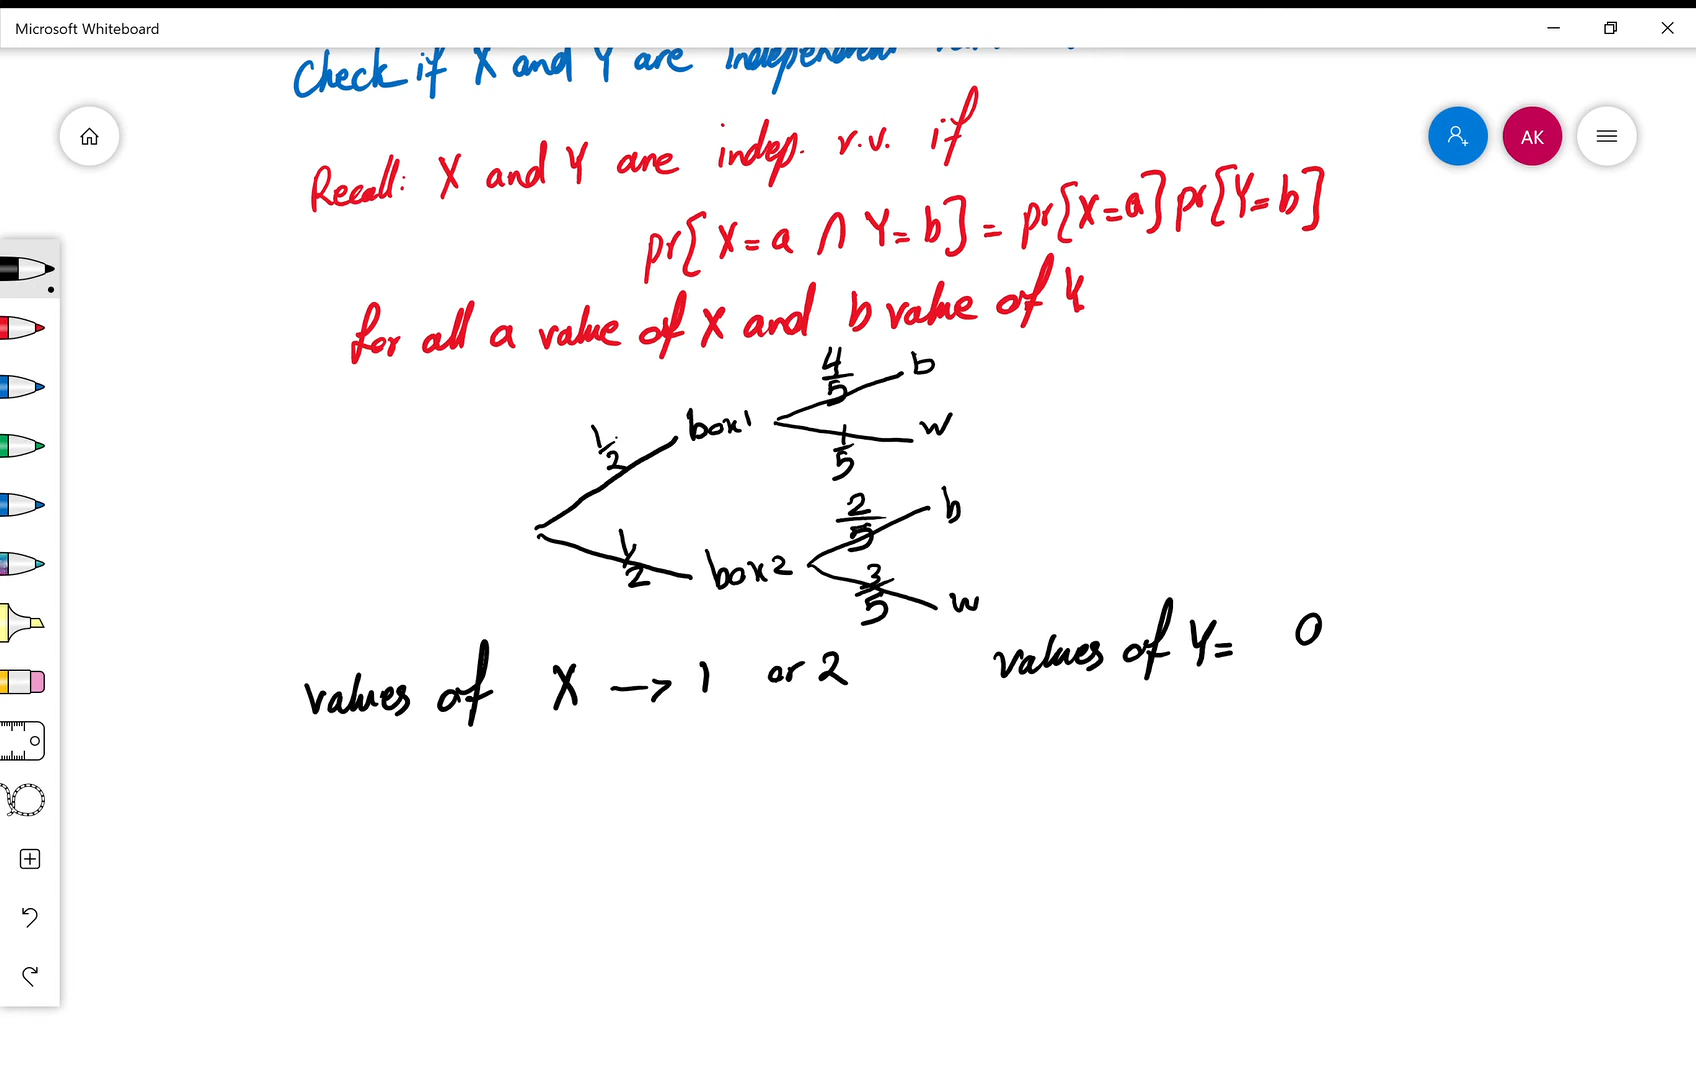 Microsoft Whiteboard
Check if X and Y are
AK
Recall: X and Y are indep. r.v. if
pr[X=a ∩ Y=b] = pr[X=a] pr[Y=b]
for all a value of X and b value of Y
1/2 box1 4/5 b
1/5 w
1/2 box2 2/5 b
3/5 w
values of X → 1 or 2
values of Y = 0